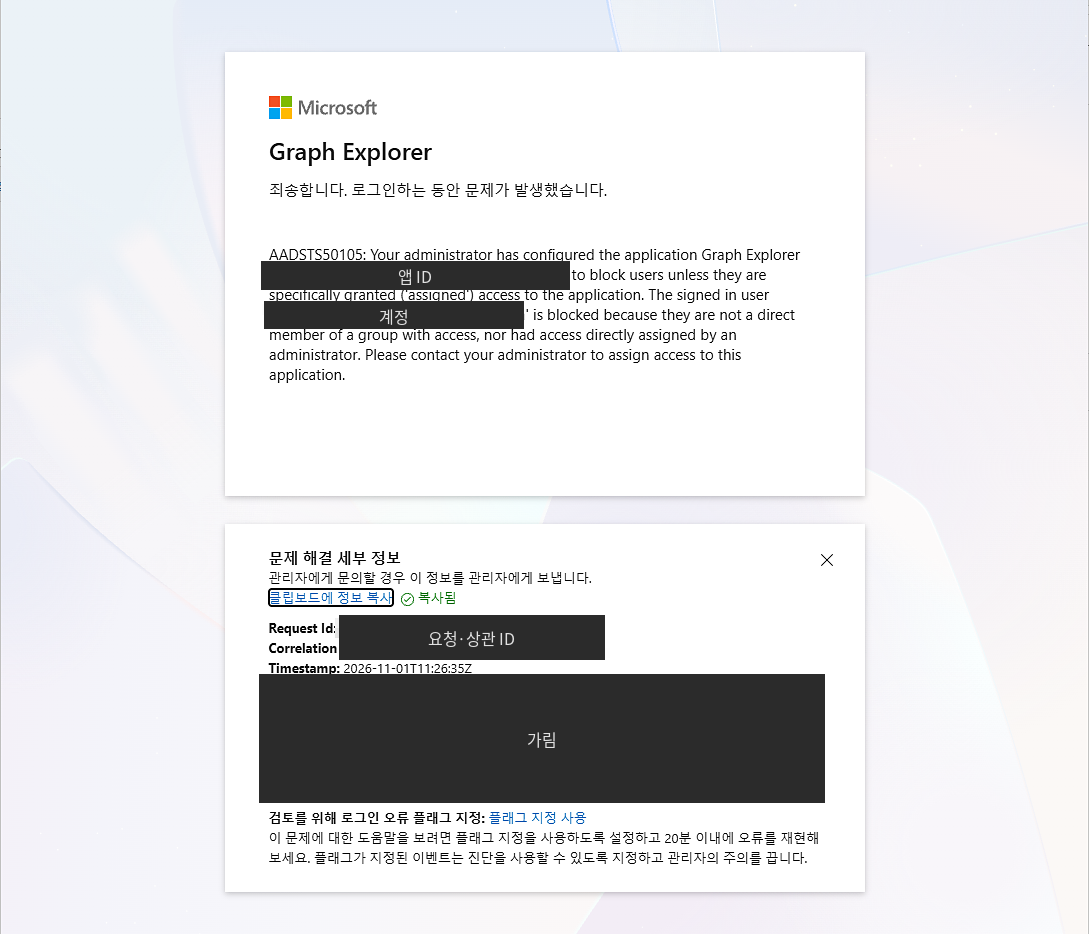 Microsoft
Graph Explorer
죄송합니다. 로그인하는 동안 문제가 발생했습니다.
AADSTS50105: Your administrator has configured the application Graph Explorer
앱 ID to block users unless they are
specifically granted ('assigned') access to the application. The signed in user
계정 ' is blocked because they are not a direct
member of a group with access, nor had access directly assigned by an
administrator. Please contact your administrator to assign access to this
application.
문제 해결 세부 정보
관리자에게 문의할 경우 이 정보를 관리자에게 보냅니다.
클립보드에 정보 복사 복사됨
Request Id: 요청·상관 ID
Correlation
Timestamp: 2026-11-01T11:26:35Z
가림
검토를 위해 로그인 오류 플래그 지정: 플래그 지정 사용
이 문제에 대한 도움말을 보려면 플래그 지정을 사용하도록 설정하고 20분 이내에 오류를 재현해
보세요. 플래그가 지정된 이벤트는 진단을 사용할 수 있도록 지정하고 관리자의 주의를 끕니다.